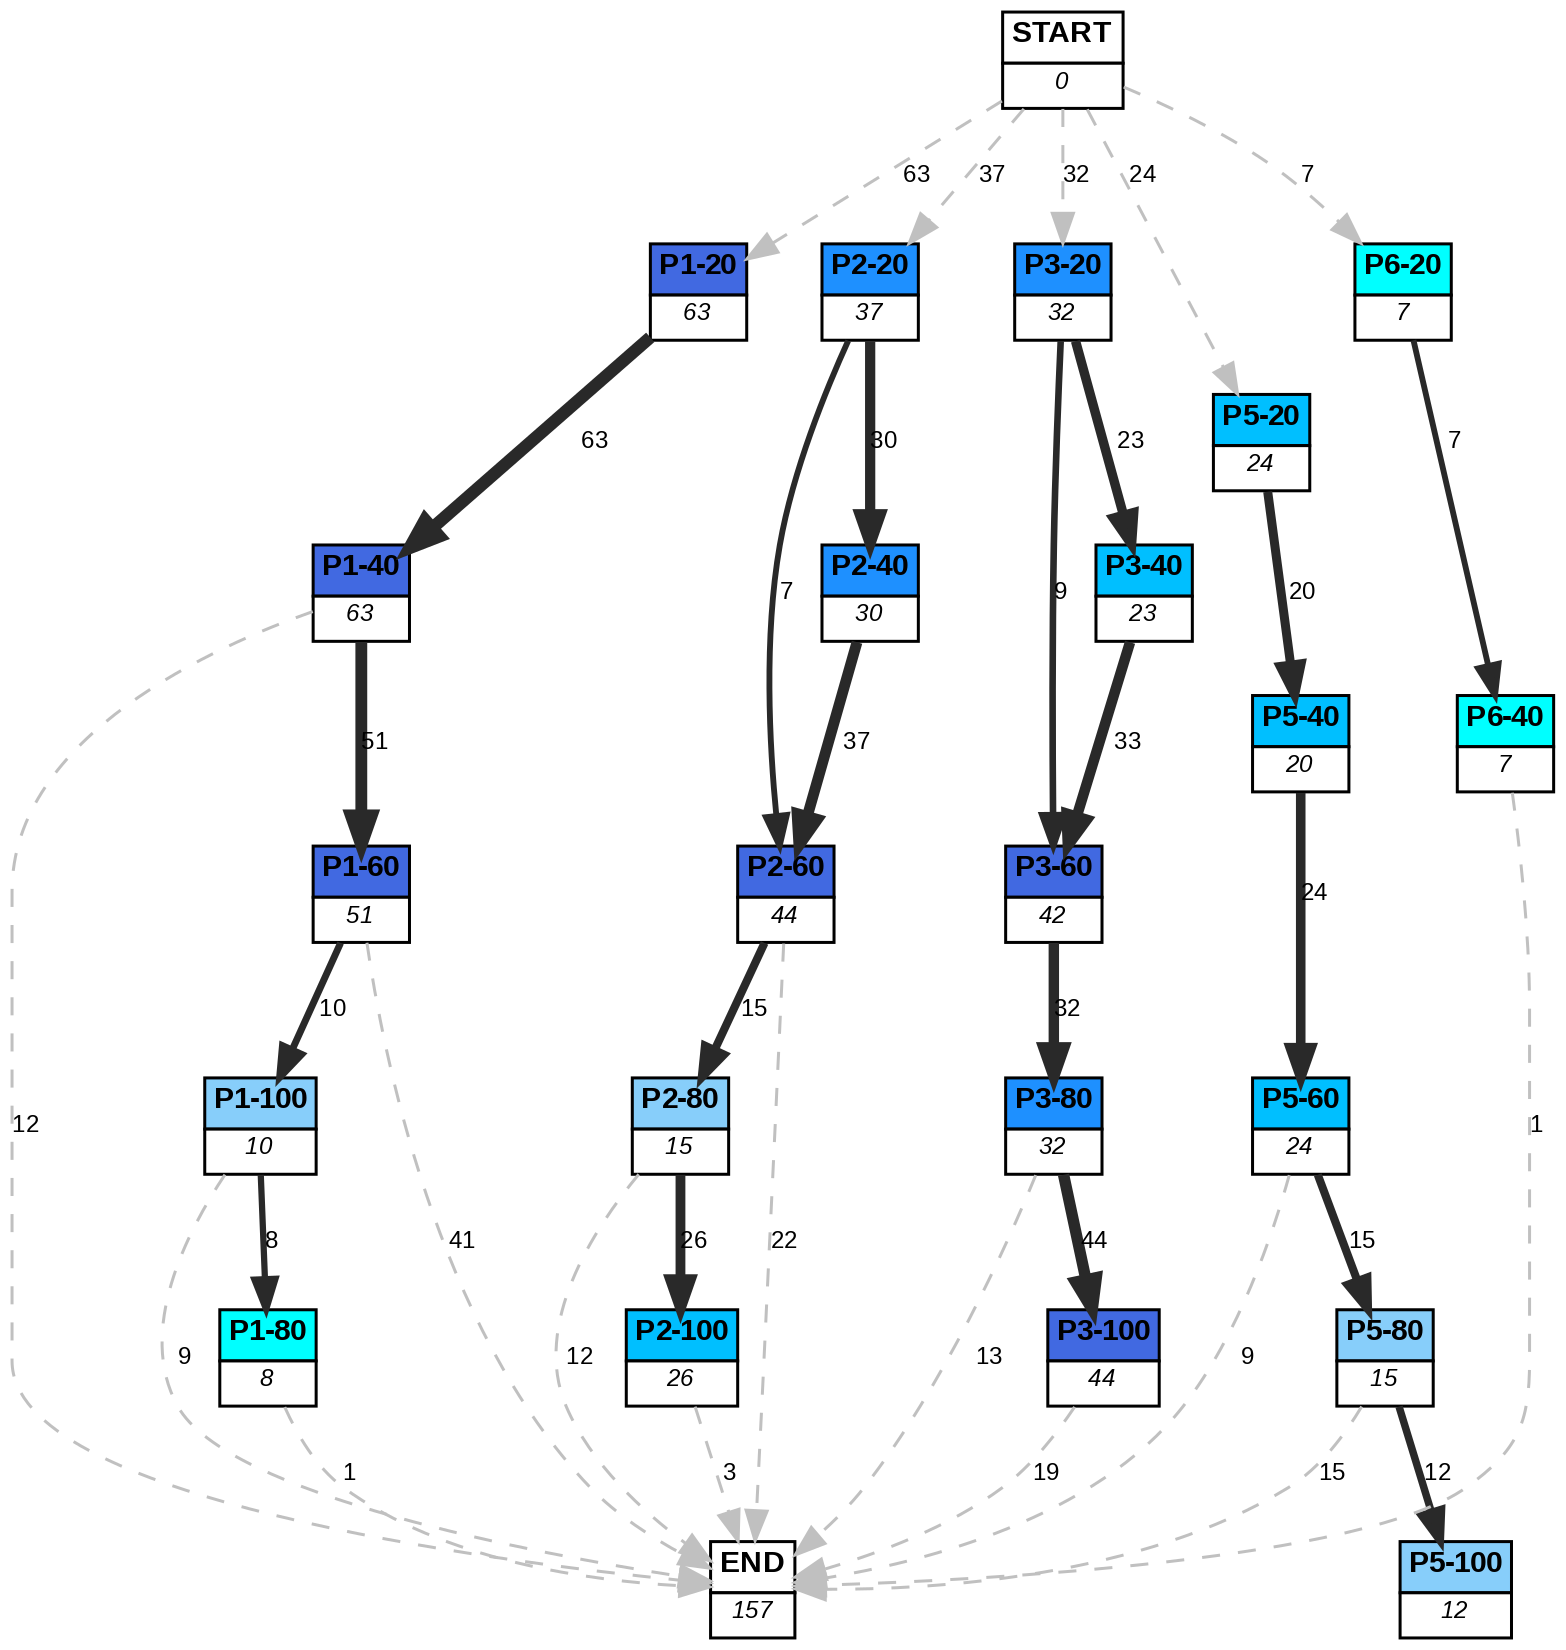 START
0
63 37 32 24 7
P1-20 P2-20 P3-20 P6-20
63 37 32 7
P5-20
24
63 30 23 7
P1-40 P2-40 P3-40
63 30 23
7 9 20
P5-40 P6-40
20 7
51 37 33
P1-60 P2-60 P3-60
51 44 42
24
10 15 32
P1-100 P2-80 P3-80 P5-60
10 15 32 24
12 1
8 41 26 22 44 15
P1-80 P2-100 P3-100 P5-80
8 26 44 15
9 12 13 9
1 3 19 15 12
END P5-100
157 12